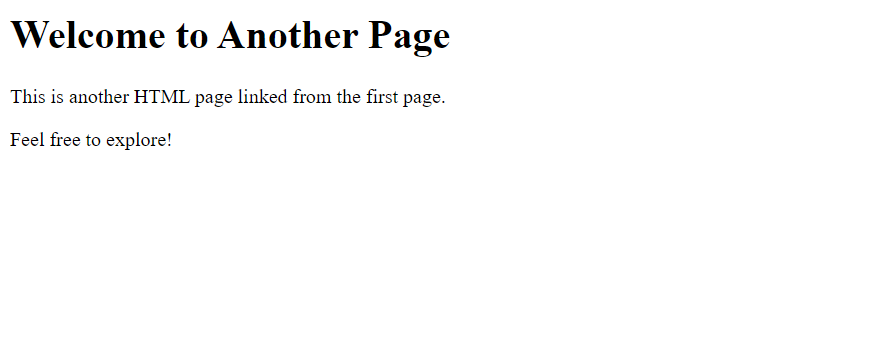 Welcome to Another Page
This is another HTML page linked from the first page.
Feel free to explore!